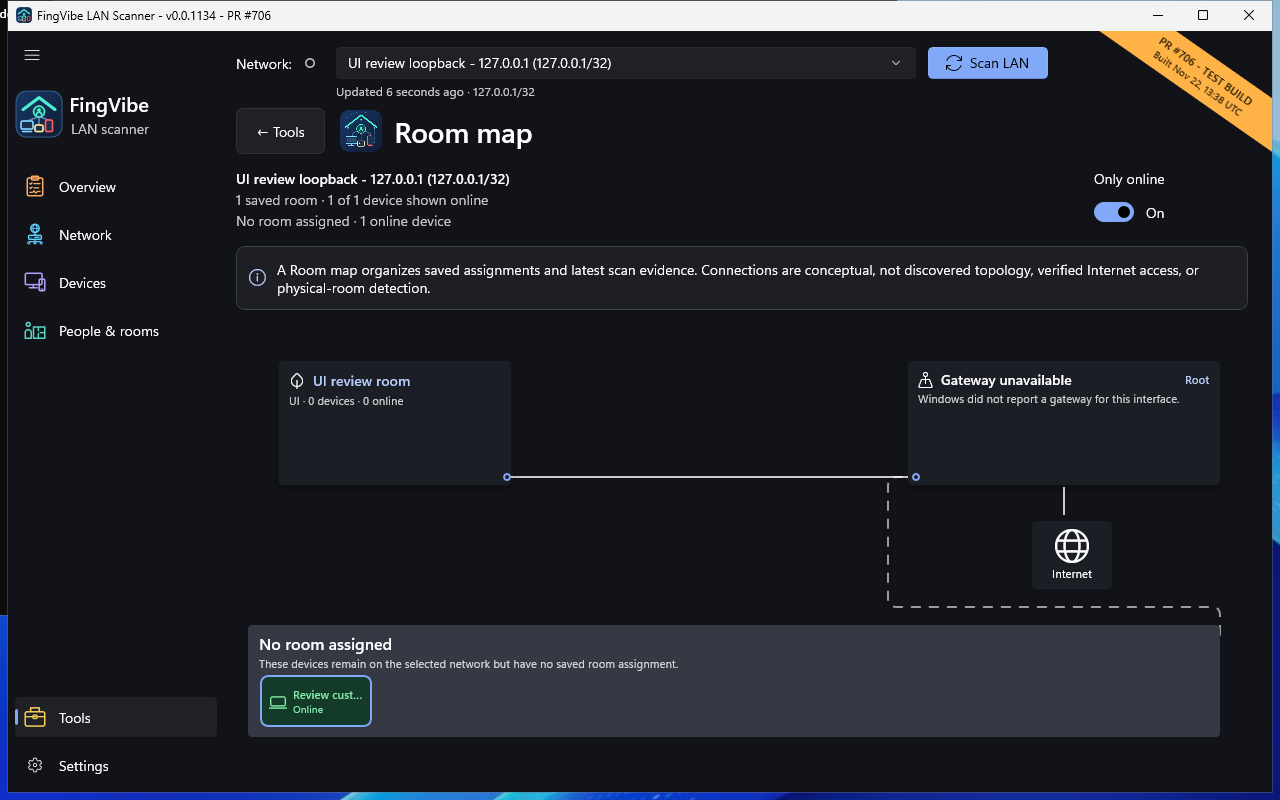 FingVibe LAN Scanner - v0.0.1134 - PR #706
PR #706 - TEST BUILD
Built Nov 22, 13:38 UTC
Network:
UI review loopback - 127.0.0.1 (127.0.0.1/32)
Scan LAN
Updated 6 seconds ago · 127.0.0.1/32
FingVibe
LAN scanner
Overview
Network
Devices
People & rooms
Tools
Settings
← Tools
Room map
UI review loopback - 127.0.0.1 (127.0.0.1/32)
1 saved room · 1 of 1 device shown online
No room assigned · 1 online device
Only online
On
A Room map organizes saved assignments and latest scan evidence. Connections are conceptual, not discovered topology, verified Internet access, or
physical-room detection.
UI review room
UI · 0 devices · 0 online
Gateway unavailable
Root
Windows did not report a gateway for this interface.
Internet
No room assigned
These devices remain on the selected network but have no saved room assignment.
Review cust...
Online